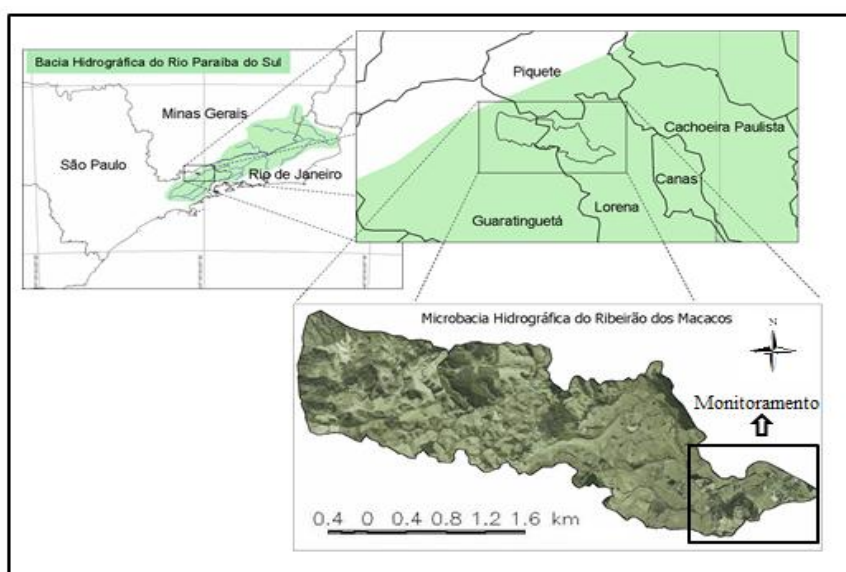 Bacia Hidrográfica do Rio Paraíba do Sul
Minas Gerais
São Paulo
Rio de Janeiro
Piquete
Cachoeira Paulista
Canas
Lorena
Guaratinguetá
Microbacia Hidrográfica do Ribeirão dos Macacos
N
Monitoramento
0.4 0 0.4 0.8 1.2 1.6 km